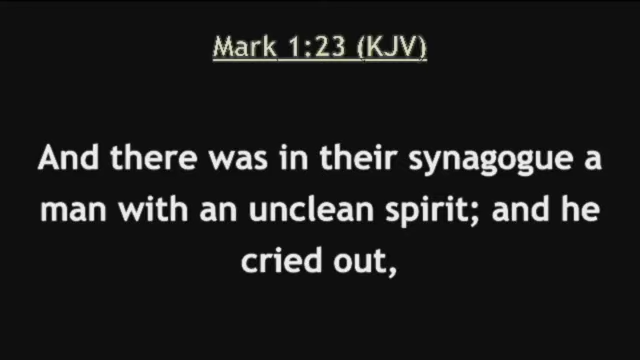 Mark 1:23 (KJV)
And there was in their synagogue a
man with an unclean spirit; and he
cried out,